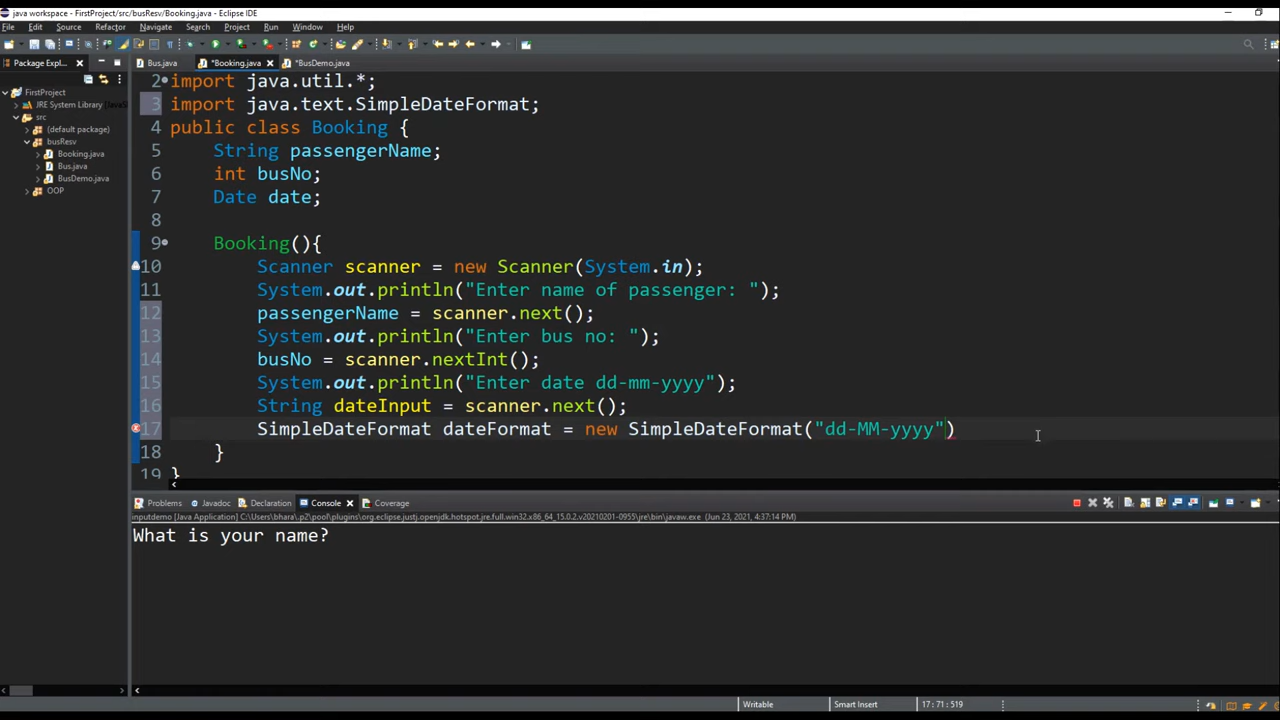 java workspace - FirstProject/src/busResv/Booking.java - Eclipse IDE
File Edit Source Refactor Navigate Search Project Run Window Help
Package Expl... Bus.java *Booking.java *BusDemo.java
FirstProject
JRE System Library
src
(default package)
busResv
Booking.java
Bus.java
BusDemo.java
OOP
2 import java.util.*;
3 import java.text.SimpleDateFormat;
4 public class Booking {
5 String passengerName;
6 int busNo;
7 Date date;
8
9 Booking(){
10 Scanner scanner = new Scanner(System.in);
11 System.out.println("Enter name of passenger: ");
12 passengerName = scanner.next();
13 System.out.println("Enter bus no: ");
14 busNo = scanner.nextInt();
15 System.out.println("Enter date dd-mm-yyyy");
16 String dateInput = scanner.next();
17 SimpleDateFormat dateFormat = new SimpleDateFormat("dd-MM-yyyy")
18 }
19 }
Problems Javadoc Declaration Console Coverage
inputdemo [Java Application] C:\Users\bhara\.p2\pool\plugins\org.eclipse.justj.openjdk.hotspot.jre.full.win32.x86_64_15.0.2.v20210201-0955\jre\bin\javaw.exe (Jun 23, 2021, 4:37:14 PM)
What is your name?
Writable Smart Insert 17 : 71 : 519